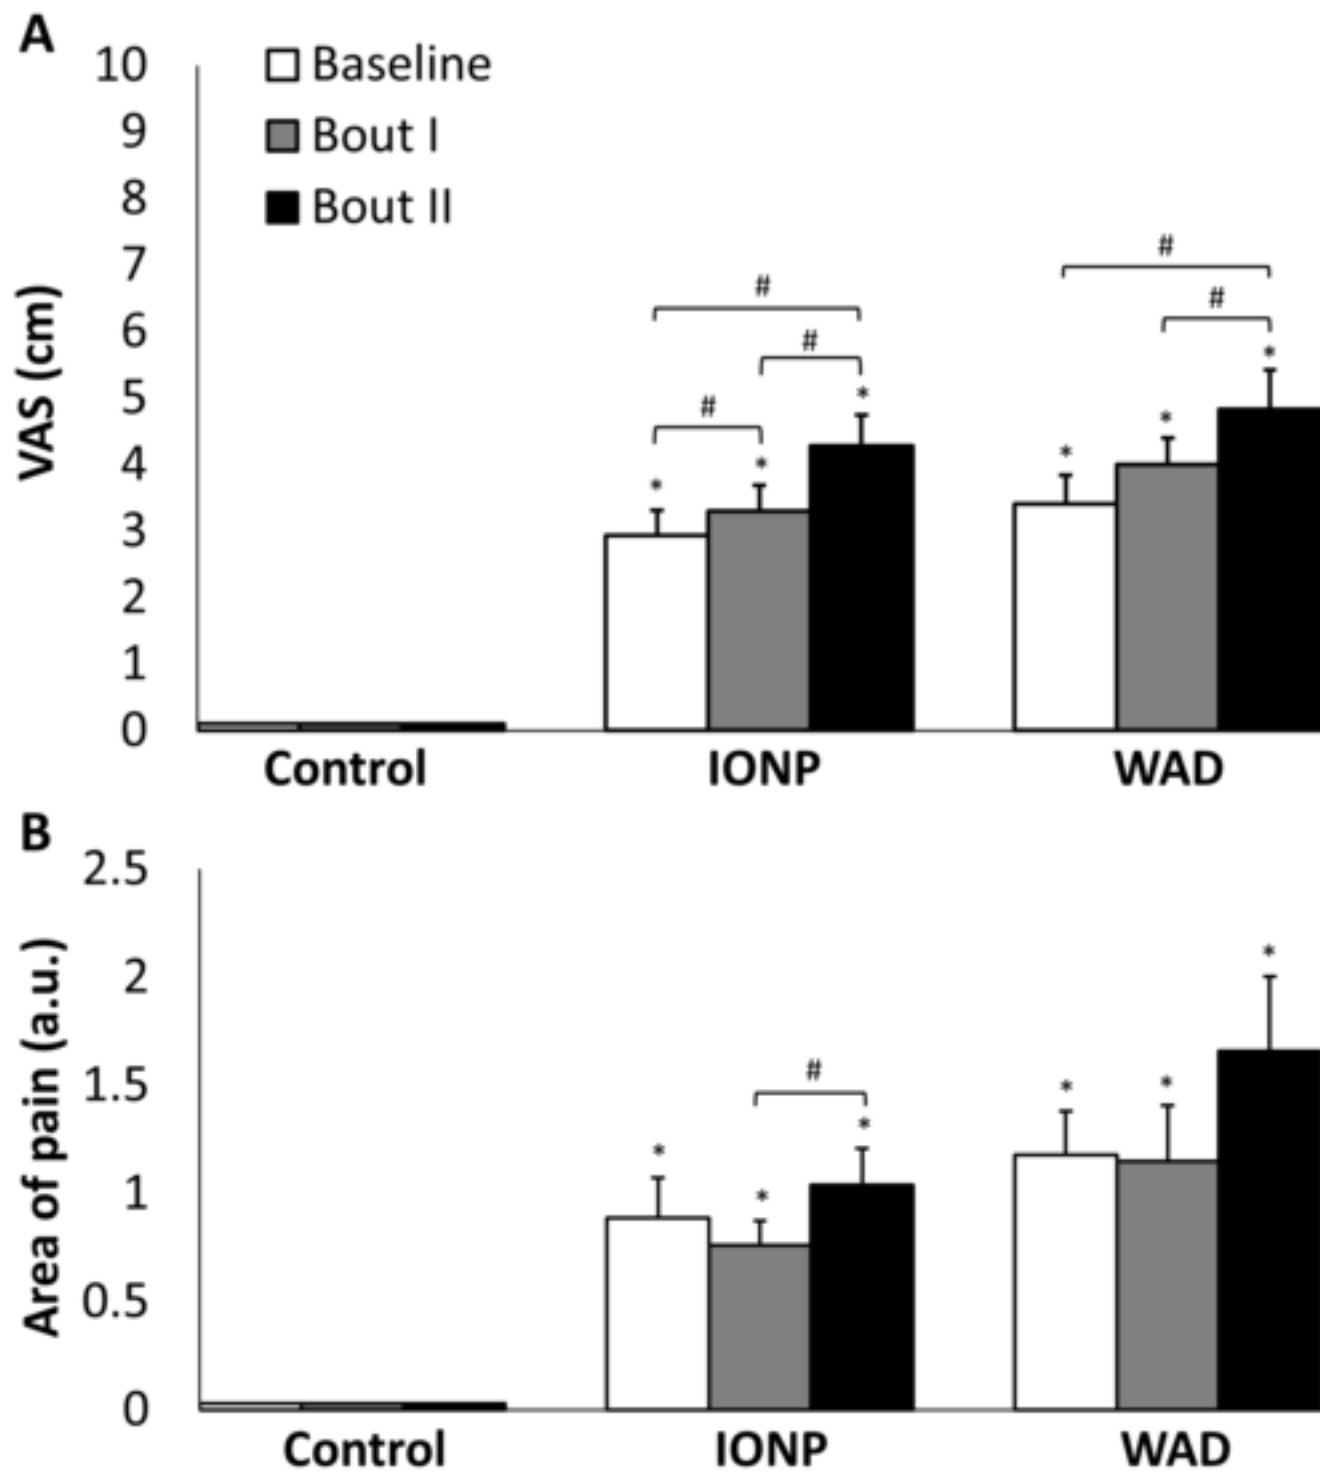 A
10
9
8
7
6
5
4
3
2
1
0
VAS (cm)
Baseline
Bout I
Bout II
#
#
#
#
#
*
*
*
*
*
*
Control
IONP
WAD
B
2.5
2
1.5
1
0.5
0
Area of pain (a.u.)
#
*
*
*
*
*
*
Control
IONP
WAD